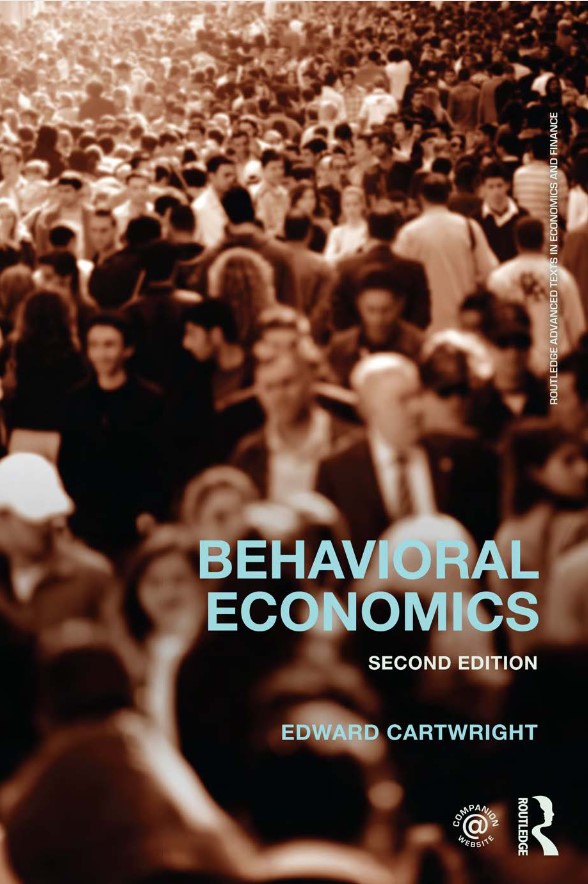 ROUTLEDGE ADVANCED TEXTS IN ECONOMICS AND FINANCE
BEHAVIORAL
ECONOMICS
SECOND EDITION
EDWARD CARTWRIGHT
COMPANION
@
WEBSITE
ROUTLEDGE